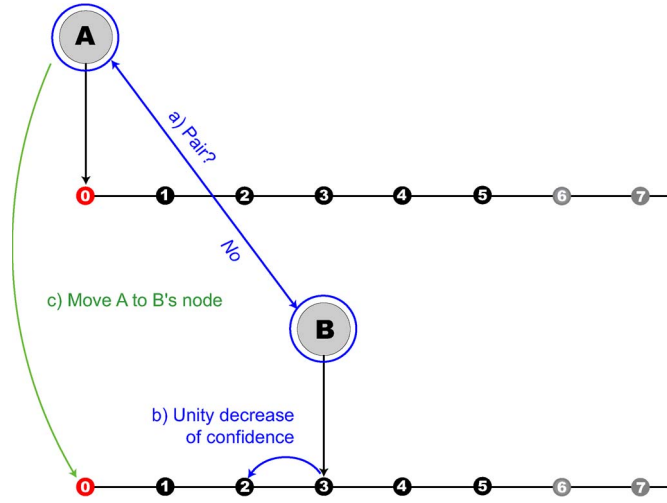 A
a) Pair?
0 1 2 3 4 5 6 7
No
c) Move A to B's node
B
b) Unity decrease
of confidence
0 1 2 3 4 5 6 7